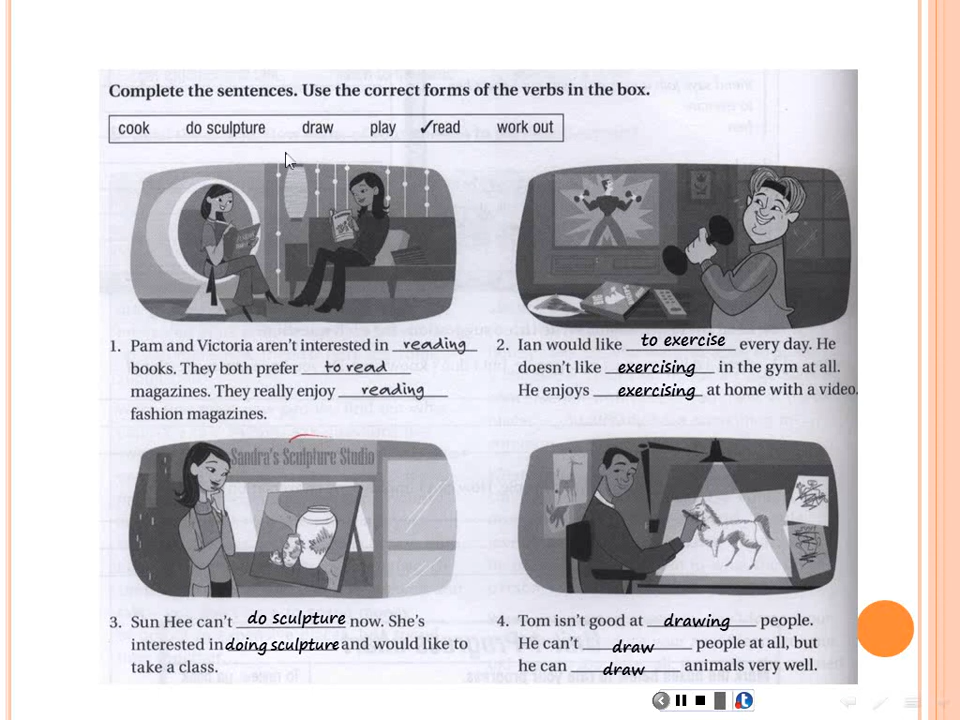 Complete the sentences. Use the correct forms of the verbs in the box.
cook do sculpture draw play ✓read work out
1. Pam and Victoria aren't interested in reading
books. They both prefer to read
magazines. They really enjoy reading
fashion magazines.
2. Ian would like to exercise every day. He
doesn't like exercising in the gym at all.
He enjoys exercising at home with a video.
Sandra's Sculpture Studio
3. Sun Hee can't do sculpture now. She's
interested in doing sculpture and would like to
take a class.
4. Tom isn't good at drawing people.
He can't draw people at all, but
he can draw animals very well.